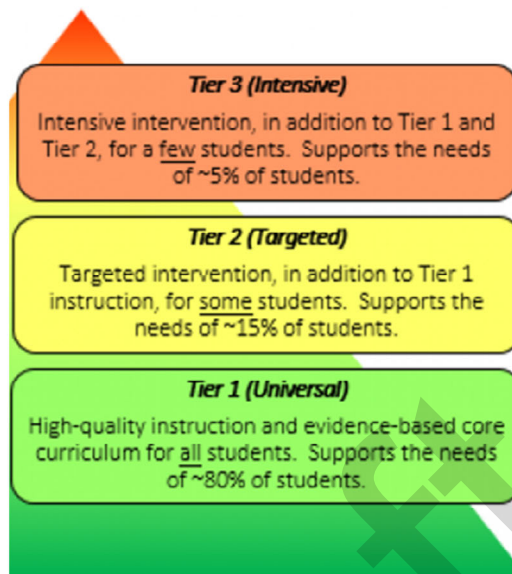 Tier 3 (Intensive)
Intensive intervention, in addition to Tier 1 and
Tier 2, for a few students.  Supports the needs
of ~5% of students.
Tier 2 (Targeted)
Targeted intervention, in addition to Tier 1
instruction, for some students.  Supports the
needs of ~15% of students.
Tier 1 (Universal)
High-quality instruction and evidence-based core
curriculum for all students.  Supports the needs
of ~80% of students.
ft